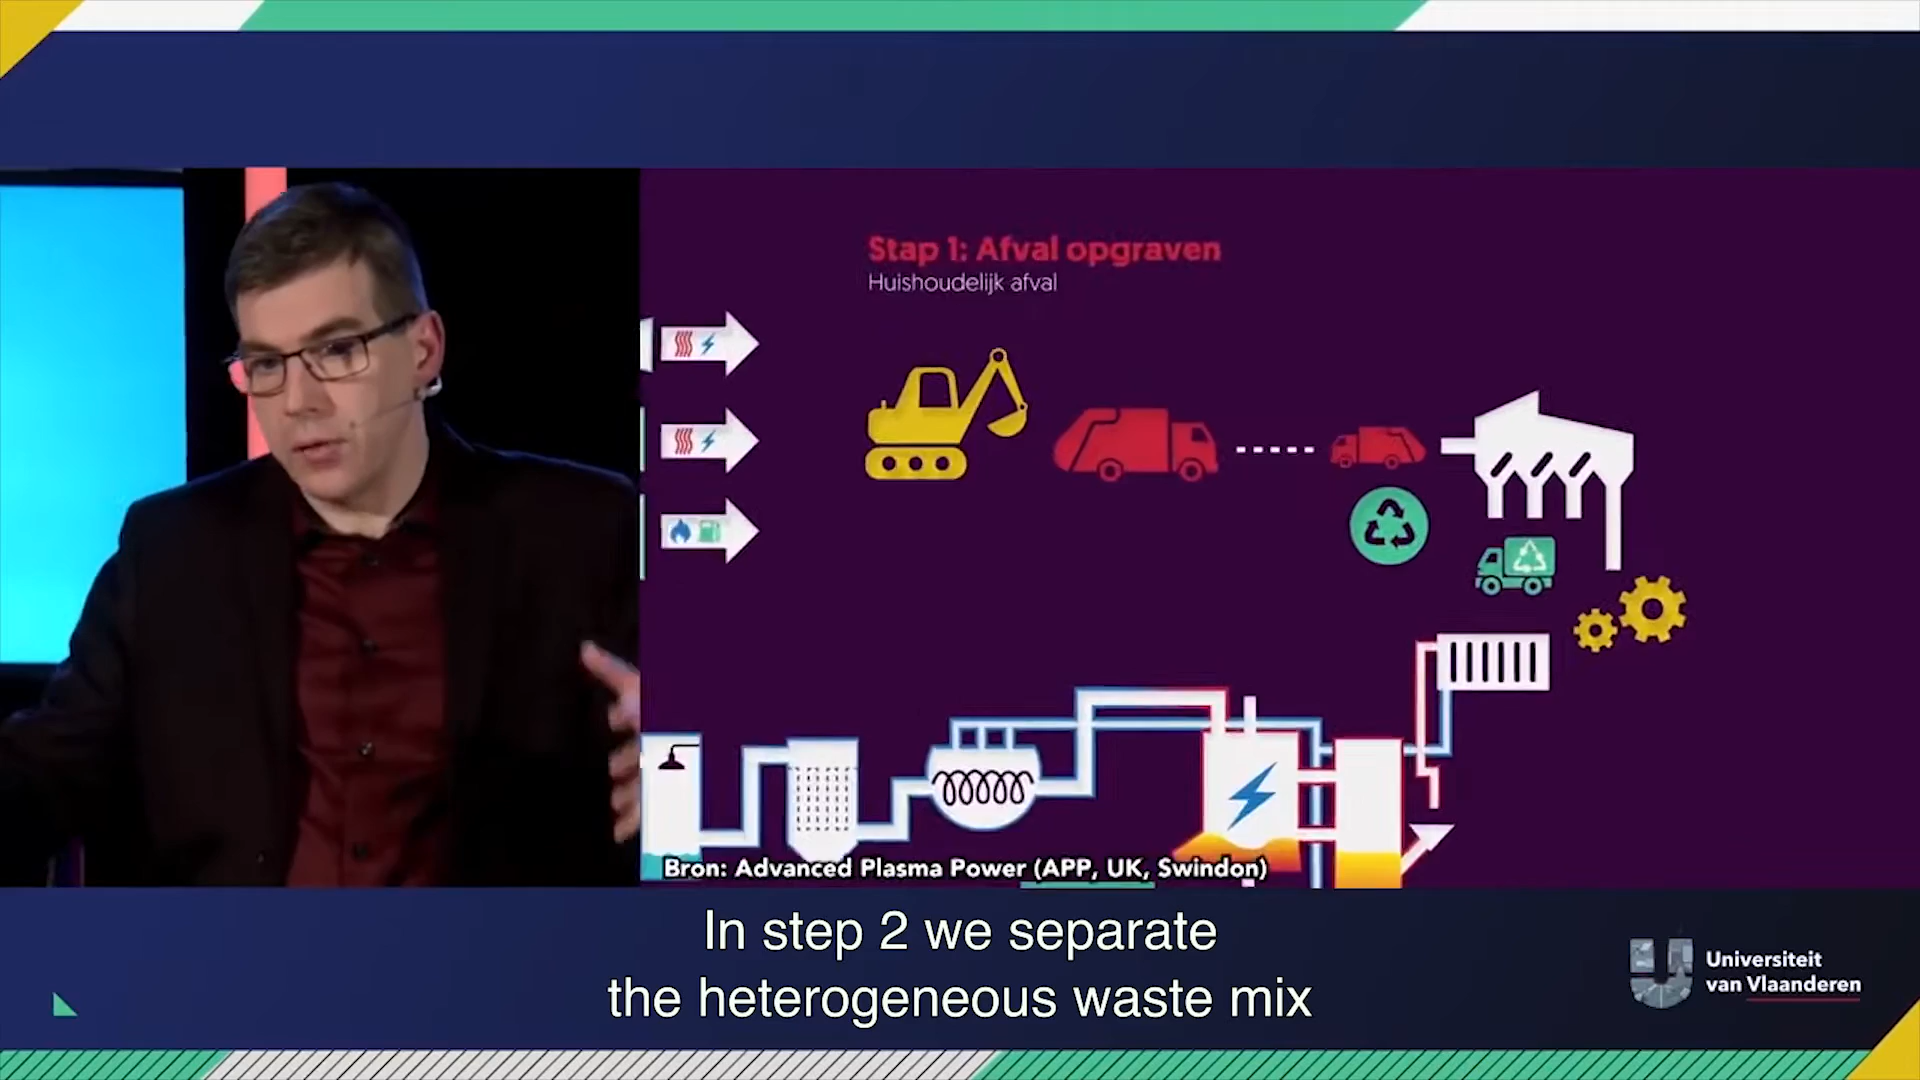 Stap 1: Afval opgraven
Huishoudelijk afval
Bron: Advanced Plasma Power (APP, UK, Swindon)
In step 2 we separate
the heterogeneous waste mix
Universiteit
van Vlaanderen